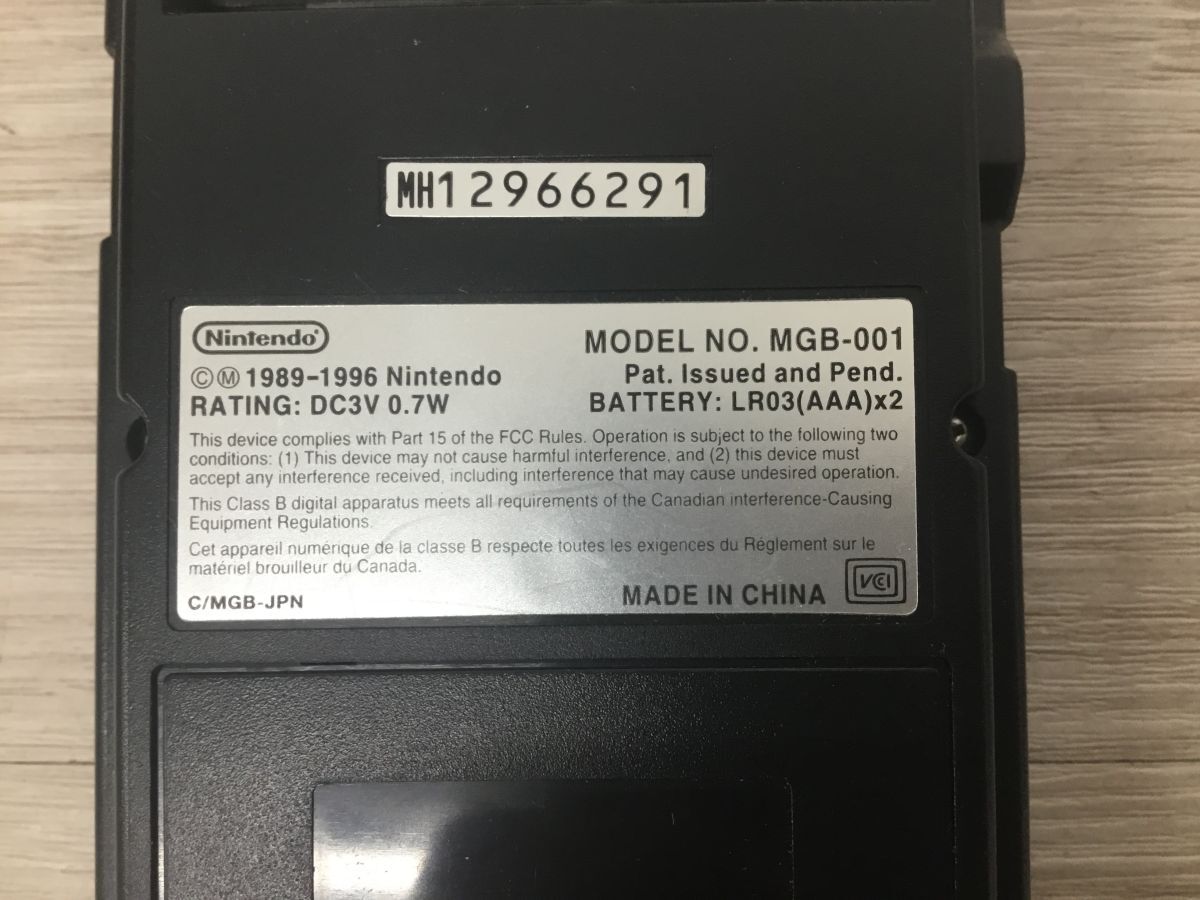 MH12966291
Nintendo®
MODEL NO. MGB-001
ⒸⓂ 1989-1996 Nintendo
Pat. Issued and Pend.
RATING: DC3V 0.7W
BATTERY: LR03(AAA)x2
This device complies with Part 15 of the FCC Rules. Operation is subject to the following two
conditions: (1) This device may not cause harmful interference, and (2) this device must
accept any interference received, including interference that may cause undesired operation.
This Class B digital apparatus meets all requirements of the Canadian interference-Causing
Equipment Regulations.
Cet appareil numérique de la classe B respecte toutes les exigences du Réglement sur le
matériel brouilleur du Canada.
C/MGB-JPN
MADE IN CHINA
VCI